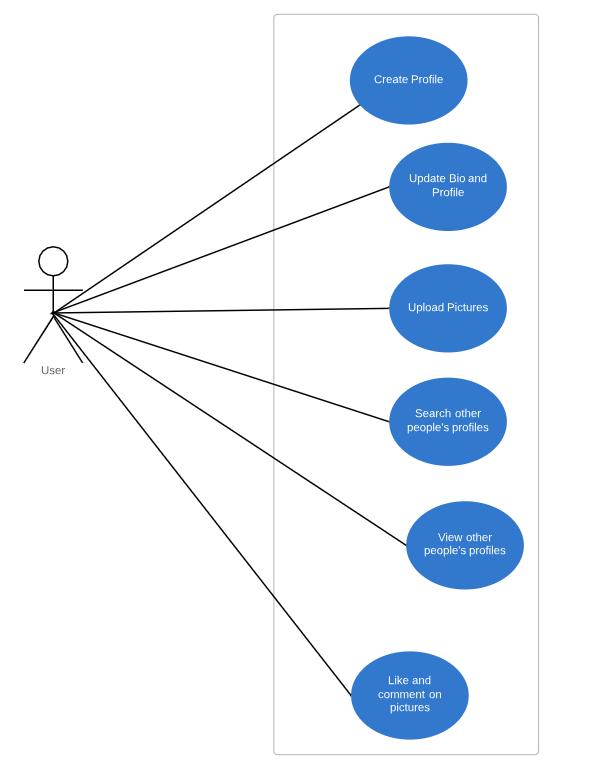 Create Profile
Update Bio and
Profile
Upload Pictures
User
Search other
people's profiles
View other
people's profiles
Like and
comment on
pictures